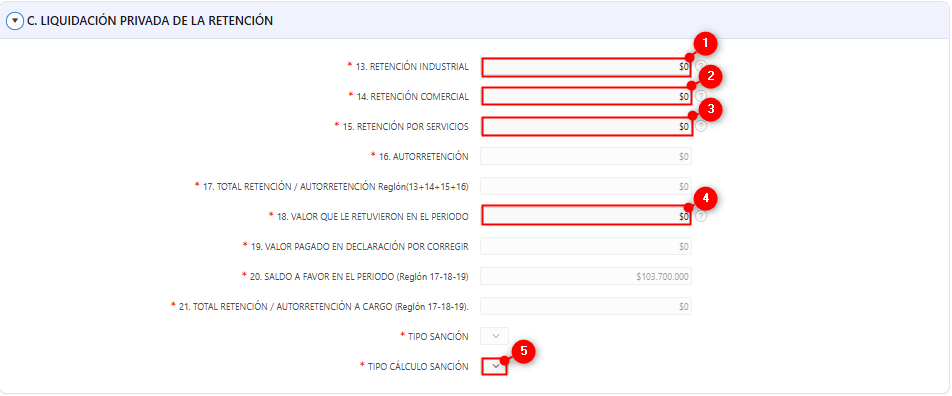 C. LIQUIDACIÓN PRIVADA DE LA RETENCIÓN
1
* 13. RETENCIÓN INDUSTRIAL $0 ?
2
* 14. RETENCIÓN COMERCIAL $0 ?
3
* 15. RETENCIÓN POR SERVICIOS $0 ?
* 16. AUTORRETENCIÓN $0
* 17. TOTAL RETENCIÓN / AUTORRETENCIÓN Reglón(13+14+15+16) $0
4
* 18. VALOR QUE LE RETUVIERON EN EL PERIODO $0 ?
* 19. VALOR PAGADO EN DECLARACIÓN POR CORREGIR $0
* 20. SALDO A FAVOR EN EL PERIODO (Reglón 17-18-19) $103.700.000
* 21. TOTAL RETENCIÓN / AUTORRETENCIÓN A CARGO (Reglón 17-18-19). $0
* TIPO SANCIÓN
5
* TIPO CÁLCULO SANCIÓN